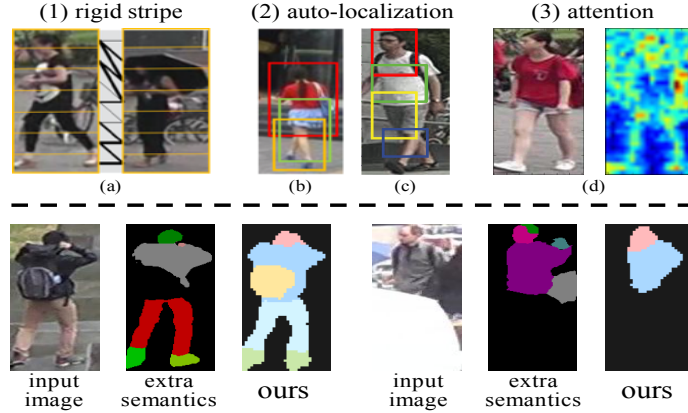 (1) rigid stripe
(2) auto-localization
(3) attention
(a)
(b)
(c)
(d)
input
image
extra
semantics
ours
input
image
extra
semantics
ours